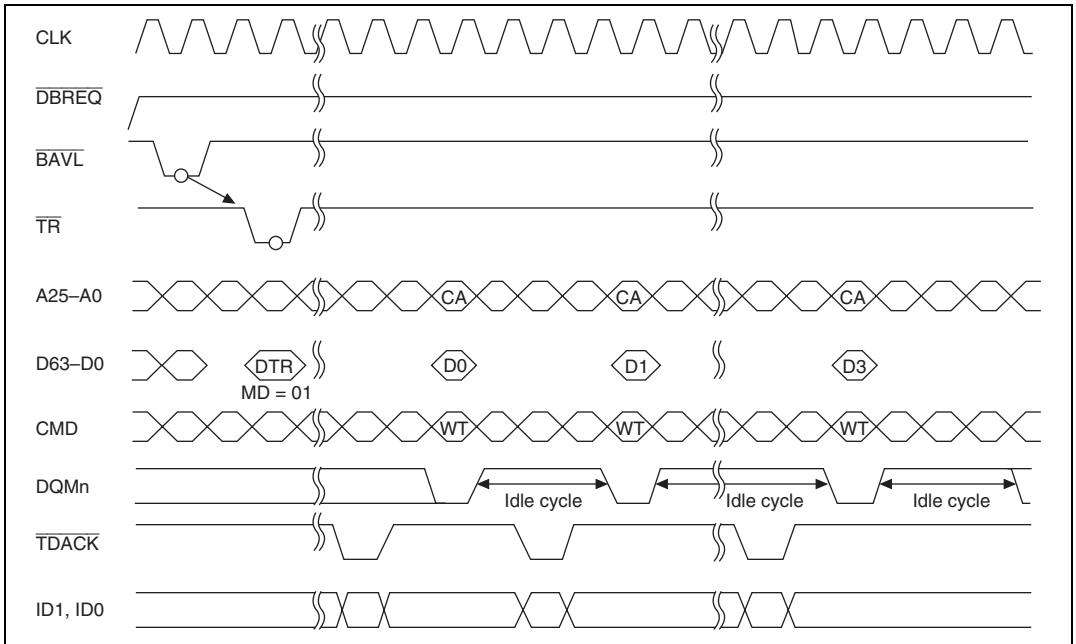 CLK
DBREQ
BAVL
TR
A25–A0 CA CA CA
D63–D0 DTR D0 D1 D3
MD = 01
CMD WT WT WT
DQMn Idle cycle Idle cycle Idle cycle
TDACK
ID1, ID0